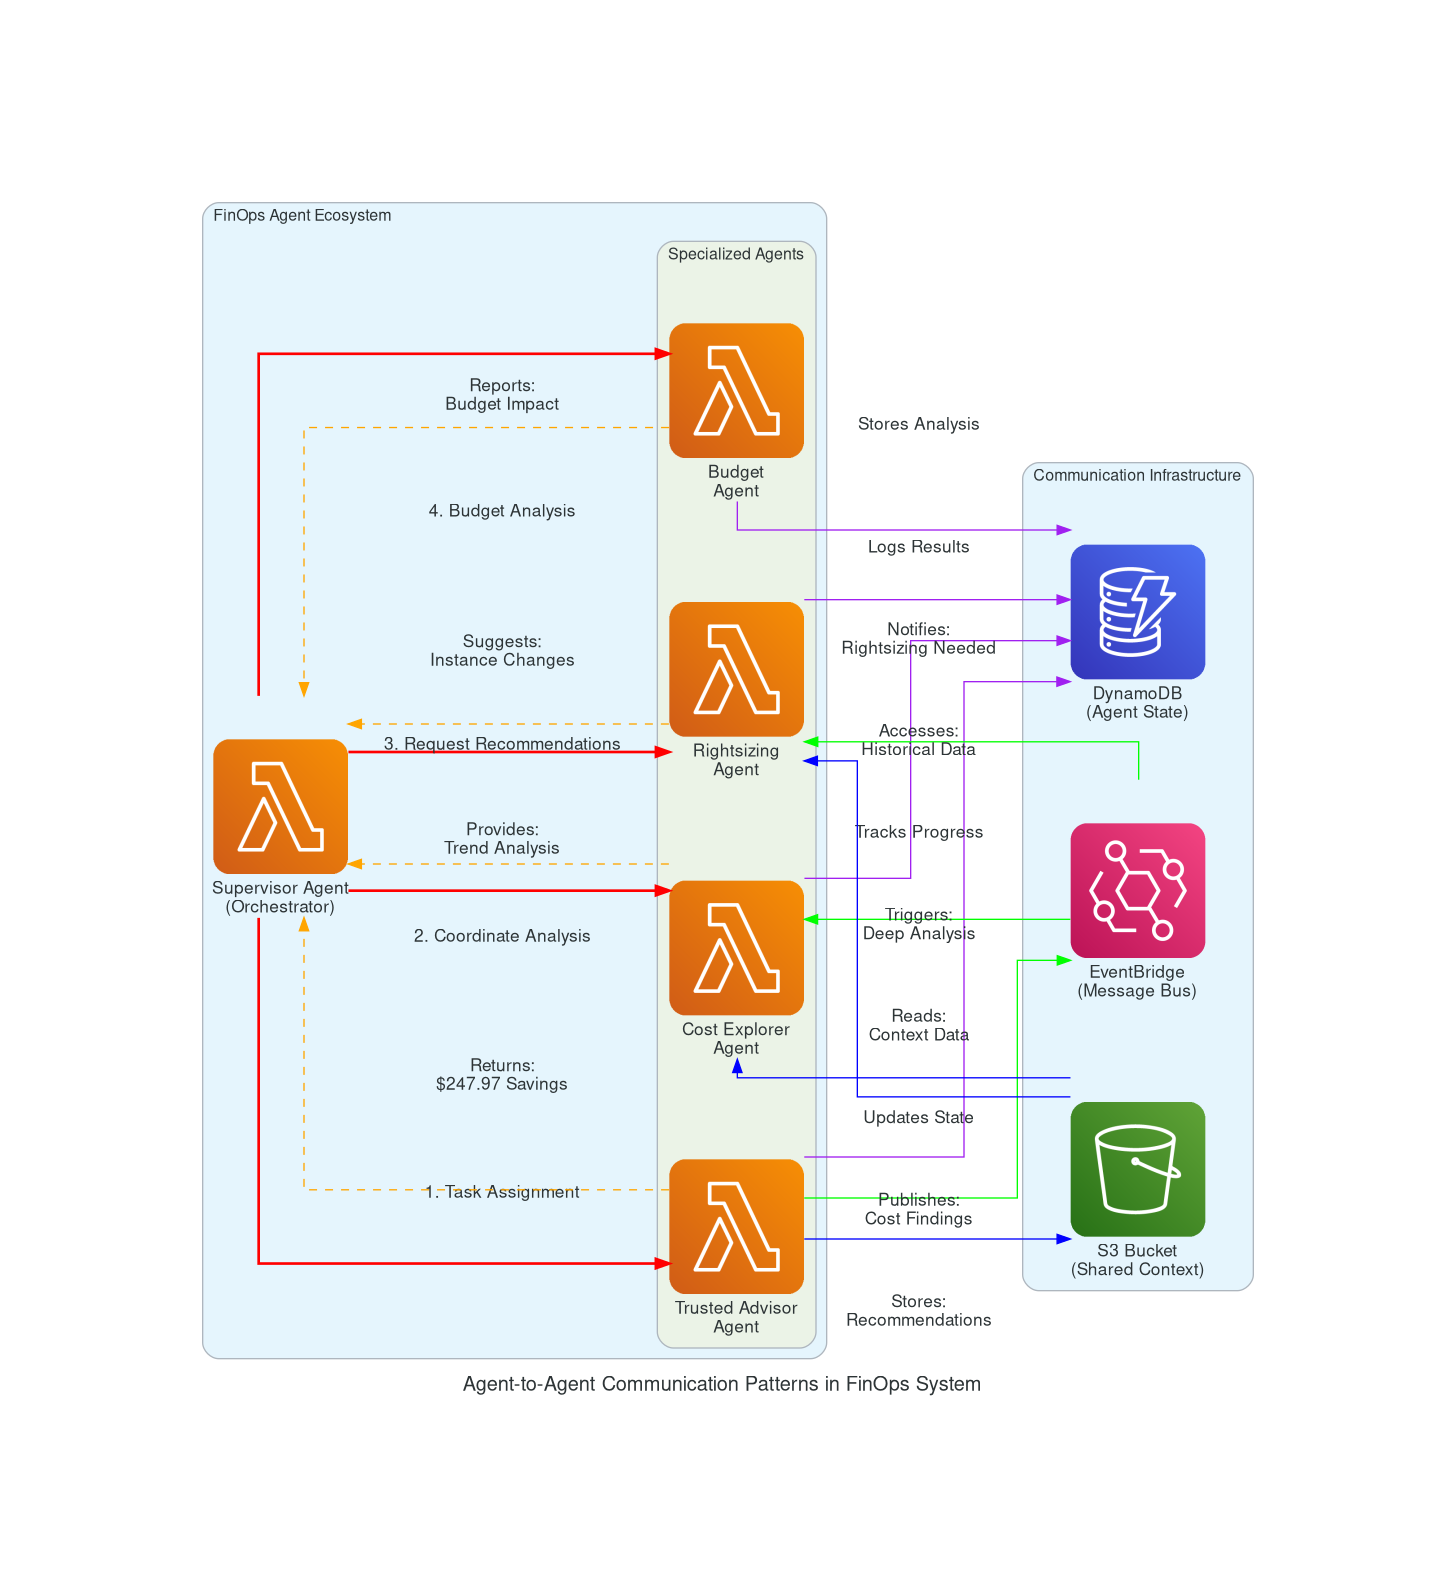 FinOps Agent Ecosystem
Specialized Agents
Reports:
Budget Impact
Stores Analysis
Budget
Agent
Communication Infrastructure
4. Budget Analysis
Logs Results
Suggests:
Instance Changes
Notifies:
Rightsizing Needed
DynamoDB
(Agent State)
3. Request Recommendations
Rightsizing
Agent
Accesses:
Historical Data
Provides:
Trend Analysis
Tracks Progress
Supervisor Agent
(Orchestrator)
2. Coordinate Analysis
Triggers:
Deep Analysis
EventBridge
(Message Bus)
Cost Explorer
Agent
Reads:
Context Data
Returns:
$247.97 Savings
Updates State
1. Task Assignment
Publishes:
Cost Findings
S3 Bucket
(Shared Context)
Trusted Advisor
Agent
Stores:
Recommendations
Agent-to-Agent Communication Patterns in FinOps System